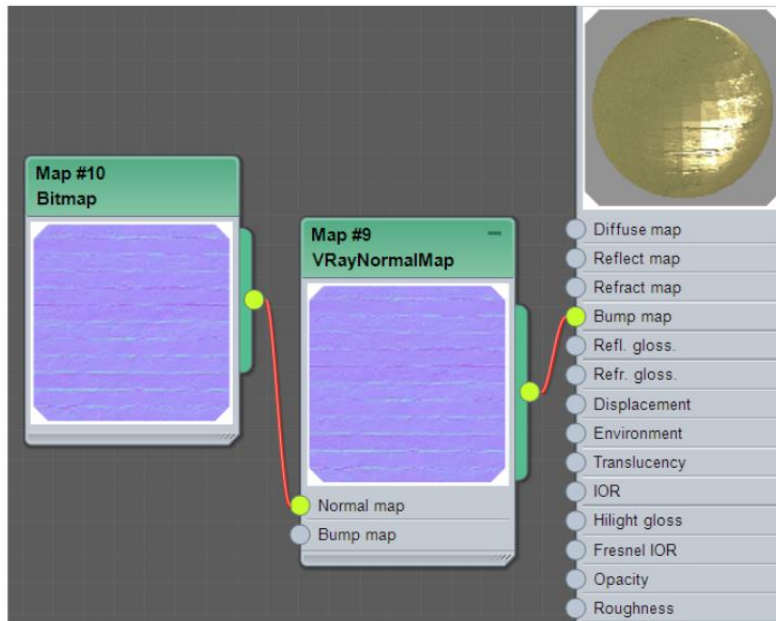 Map #10
Bitmap
Map #9
VRayNormalMap
Normal map
Bump map
Diffuse map
Reflect map
Refract map
Bump map
Refl. gloss.
Refr. gloss.
Displacement
Environment
Translucency
IOR
Hilight gloss
Fresnel IOR
Opacity
Roughness